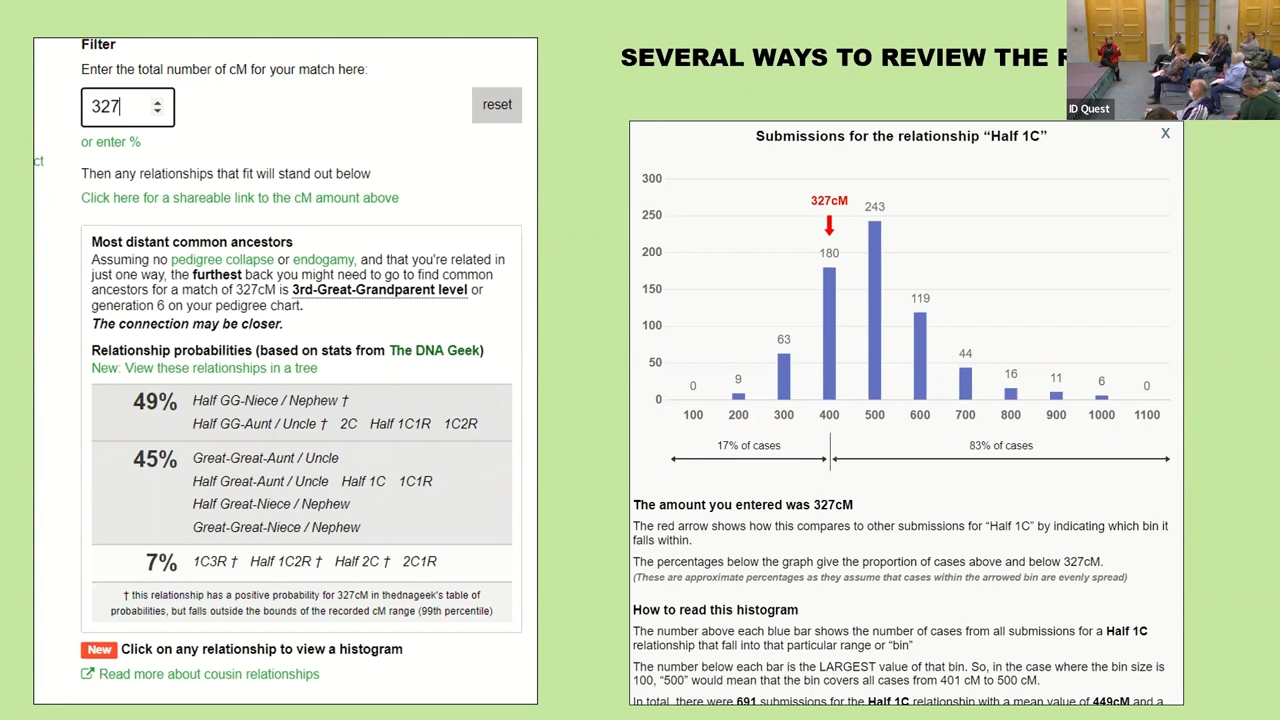 SEVERAL WAYS TO REVIEW THE
ID Quest
Filter
Enter the total number of cM for your match here:
327
reset
or enter %
ct
Then any relationships that fit will stand out below
Click here for a shareable link to the cM amount above
Most distant common ancestors
Assuming no pedigree collapse or endogamy, and that you're related in
just one way, the furthest back you might need to go to find common
ancestors for a match of 327cM is 3rd-Great-Grandparent level or
generation 6 on your pedigree chart.
The connection may be closer.
Relationship probabilities (based on stats from The DNA Geek)
New: View these relationships in a tree
49% Half GG-Niece / Nephew †
Half GG-Aunt / Uncle † 2C Half 1C1R 1C2R
45% Great-Great-Aunt / Uncle
Half Great-Aunt / Uncle Half 1C 1C1R
Half Great-Niece / Nephew
Great-Great-Niece / Nephew
7% 1C3R † Half 1C2R † Half 2C † 2C1R
† this relationship has a positive probability for 327cM in thednageek's table of
probabilities, but falls outside the bounds of the recorded cM range (99th percentile)
New Click on any relationship to view a histogram
Read more about cousin relationships
Submissions for the relationship “Half 1C” X
300
250
200
150
100
50
0
327cM
0 9 63 180 243 119 44 16 11 6 0
100 200 300 400 500 600 700 800 900 1000 1100
17% of cases 83% of cases
The amount you entered was 327cM
The red arrow shows how this compares to other submissions for “Half 1C” by indicating which bin it
falls within.
The percentages below the graph give the proportion of cases above and below 327cM.
(These are approximate percentages as they assume that cases within the arrowed bin are evenly spread)
How to read this histogram
The number above each blue bar shows the number of cases from all submissions for a Half 1C
relationship that fall into that particular range or “bin”
The number below each bar is the LARGEST value of that bin. So, in the case where the bin size is
100, “500” would mean that the bin covers all cases from 401 cM to 500 cM.
In total, there were 691 submissions for the Half 1C relationship with a mean value of 449cM and a